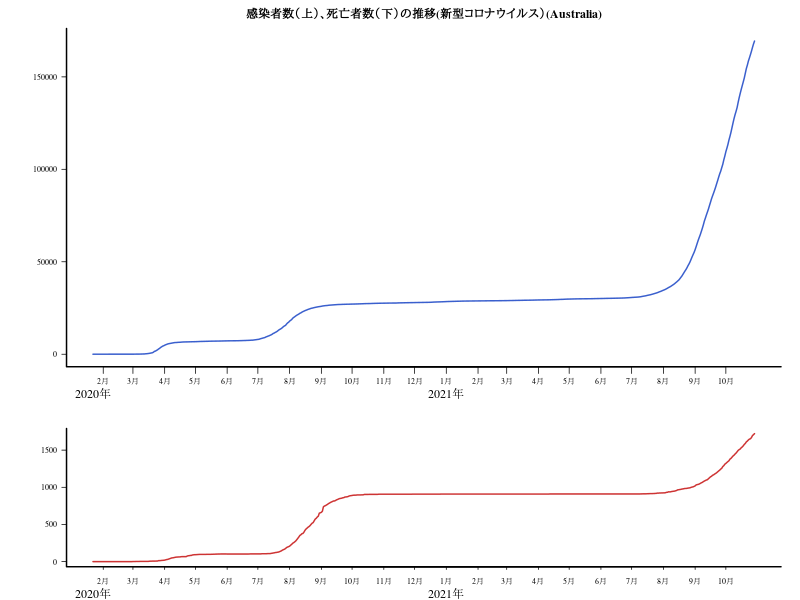 感染者数（上）、死亡者数（下）の推移(新型コロナウイルス）(Australia)
150000
100000
50000
0
2月 3月 4月 5月 6月 7月 8月 9月 10月 11月 12月 1月 2月 3月 4月 5月 6月 7月 8月 9月 10月
2020年 2021年
1500
1000
500
0
2月 3月 4月 5月 6月 7月 8月 9月 10月 11月 12月 1月 2月 3月 4月 5月 6月 7月 8月 9月 10月
2020年 2021年